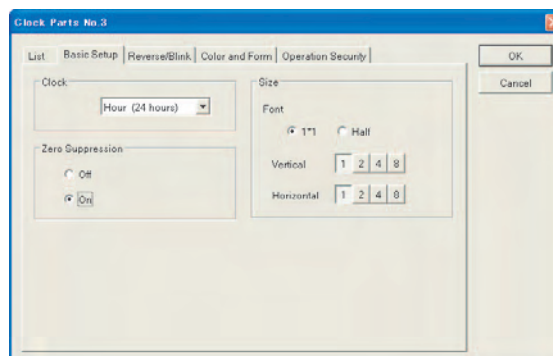 Clock Parts No.3
List Basic Setup Reverse/Blink Color and Form Operation Security
OK
Cancel
Clock
Hour (24 hours)
Zero Suppression
Off
On
Size
Font
1*1 Half
Vertical 1 2 4 8
Horizontal 1 2 4 8